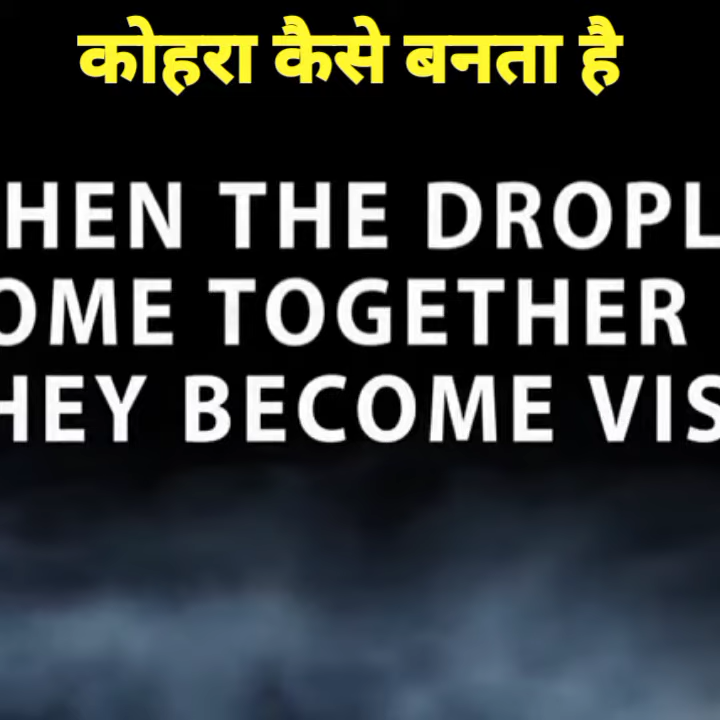 कोहरा कैसे बनता है
HEN THE DROPL
OME TOGETHER
HEY BECOME VIS